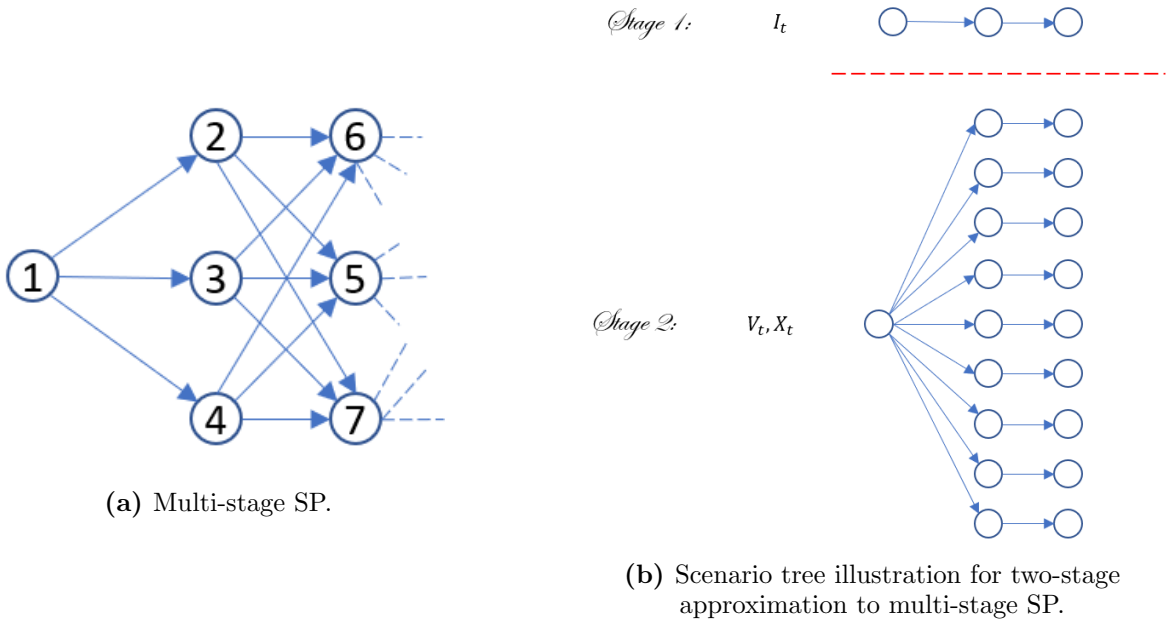 Stage 1: I_t
2 6
1 3 5
4 7
Stage 2: V_t, X_t
(a) Multi-stage SP.
(b) Scenario tree illustration for two-stage
approximation to multi-stage SP.